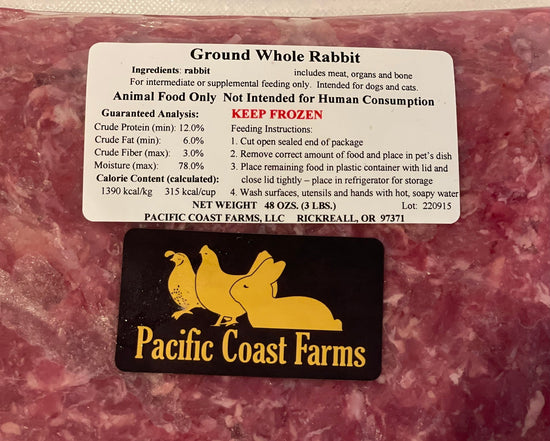 Ground Whole Rabbit
Ingredients: rabbit includes meat, organs and bone
For intermediate or supplemental feeding only. Intended for dogs and cats.
Animal Food Only Not Intended for Human Consumption
Guaranteed Analysis: KEEP FROZEN
Crude Protein (min): 12.0% Feeding Instructions:
Crude Fat (min): 6.0% 1. Cut open sealed end of package
Crude Fiber (max): 3.0% 2. Remove correct amount of food and place in pet's dish
Moisture (max): 78.0% 3. Place remaining food in plastic container with lid and
Calorie Content (calculated): close lid tightly – place in refrigerator for storage
1390 kcal/kg 315 kcal/cup 4. Wash surfaces, utensils and hands with hot, soapy water
NET WEIGHT 48 OZS. (3 LBS.) Lot: 220915
PACIFIC COAST FARMS, LLC RICKREALL, OR 97371
Pacific Coast Farms